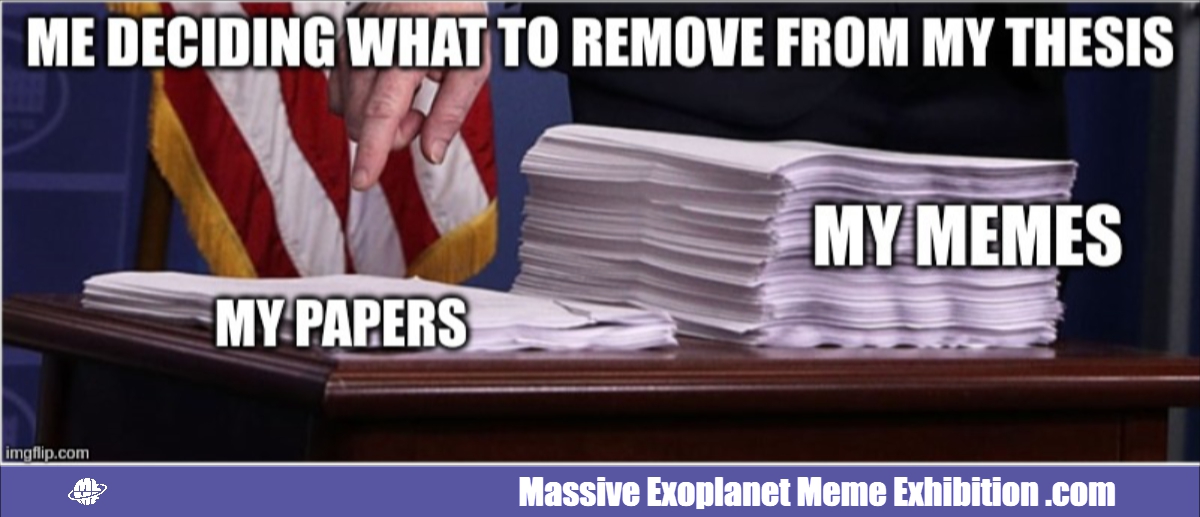 ME DECIDING WHAT TO REMOVE FROM MY THESIS
MY MEMES
MY PAPERS
imgflip.com
Massive Exoplanet Meme Exhibition .com